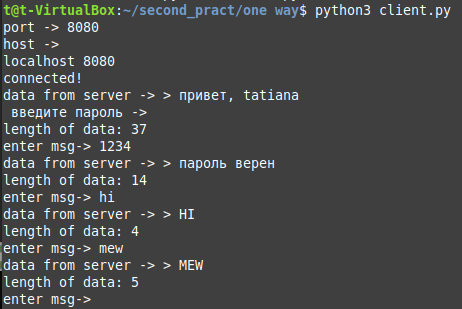 t@t-VirtualBox:~/second_pract/one way$ python3 client.py
port -> 8080
host ->
localhost 8080
connected!
data from server -> > привет, tatiana
 введите пароль ->
length of data: 37
enter msg-> 1234
data from server -> > пароль верен
length of data: 14
enter msg-> hi
data from server -> > HI
length of data: 4
enter msg-> mew
data from server -> > MEW
length of data: 5
enter msg->